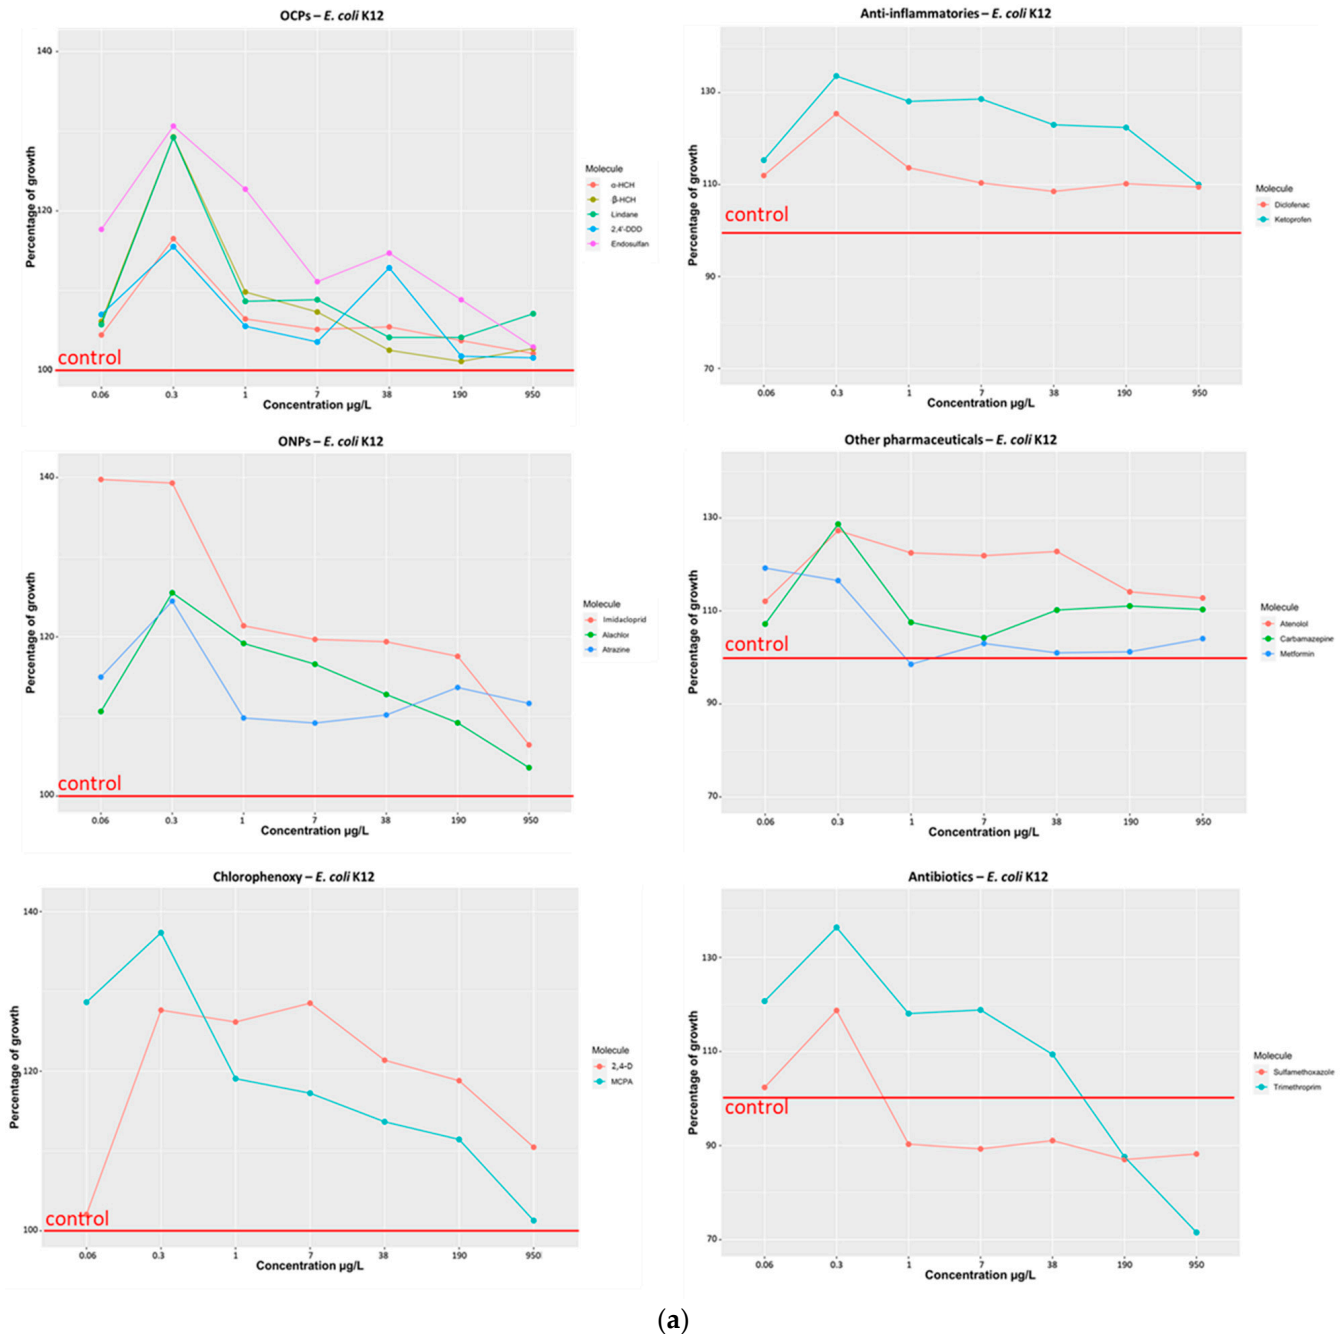 OCPs – E. coli K12
140
120
100
Percentage of growth
control
0.06 0.3 1 7 38 190 950
Concentration µg/L
Molecule
α-HCH
β-HCH
Lindane
2,4'-DDD
Endosulfan
Anti-inflammatories – E. coli K12
130
110
90
70
Percentage of growth
control
0.06 0.3 1 7 38 190 950
Concentration µg/L
Molecule
Diclofenac
Ketoprofen
ONPs – E. coli K12
140
120
100
Percentage of growth
control
0.06 0.3 1 7 38 190 950
Concentration µg/L
Molecule
Imidacloprid
Alachlor
Atrazine
Other pharmaceuticals – E. coli K12
130
110
90
70
Percentage of growth
control
0.06 0.3 1 7 38 190 950
Concentration µg/L
Molecule
Atenolol
Carbamazepine
Metformin
Chlorophenoxy – E. coli K12
140
120
100
Percentage of growth
control
0.06 0.3 1 7 38 190 950
Concentration µg/L
Molecule
2,4-D
MCPA
Antibiotics – E. coli K12
130
110
90
70
Percentage of growth
control
0.06 0.3 1 7 38 190 950
Concentration µg/L
Molecule
Sulfamethoxazole
Trimethroprim
(a)